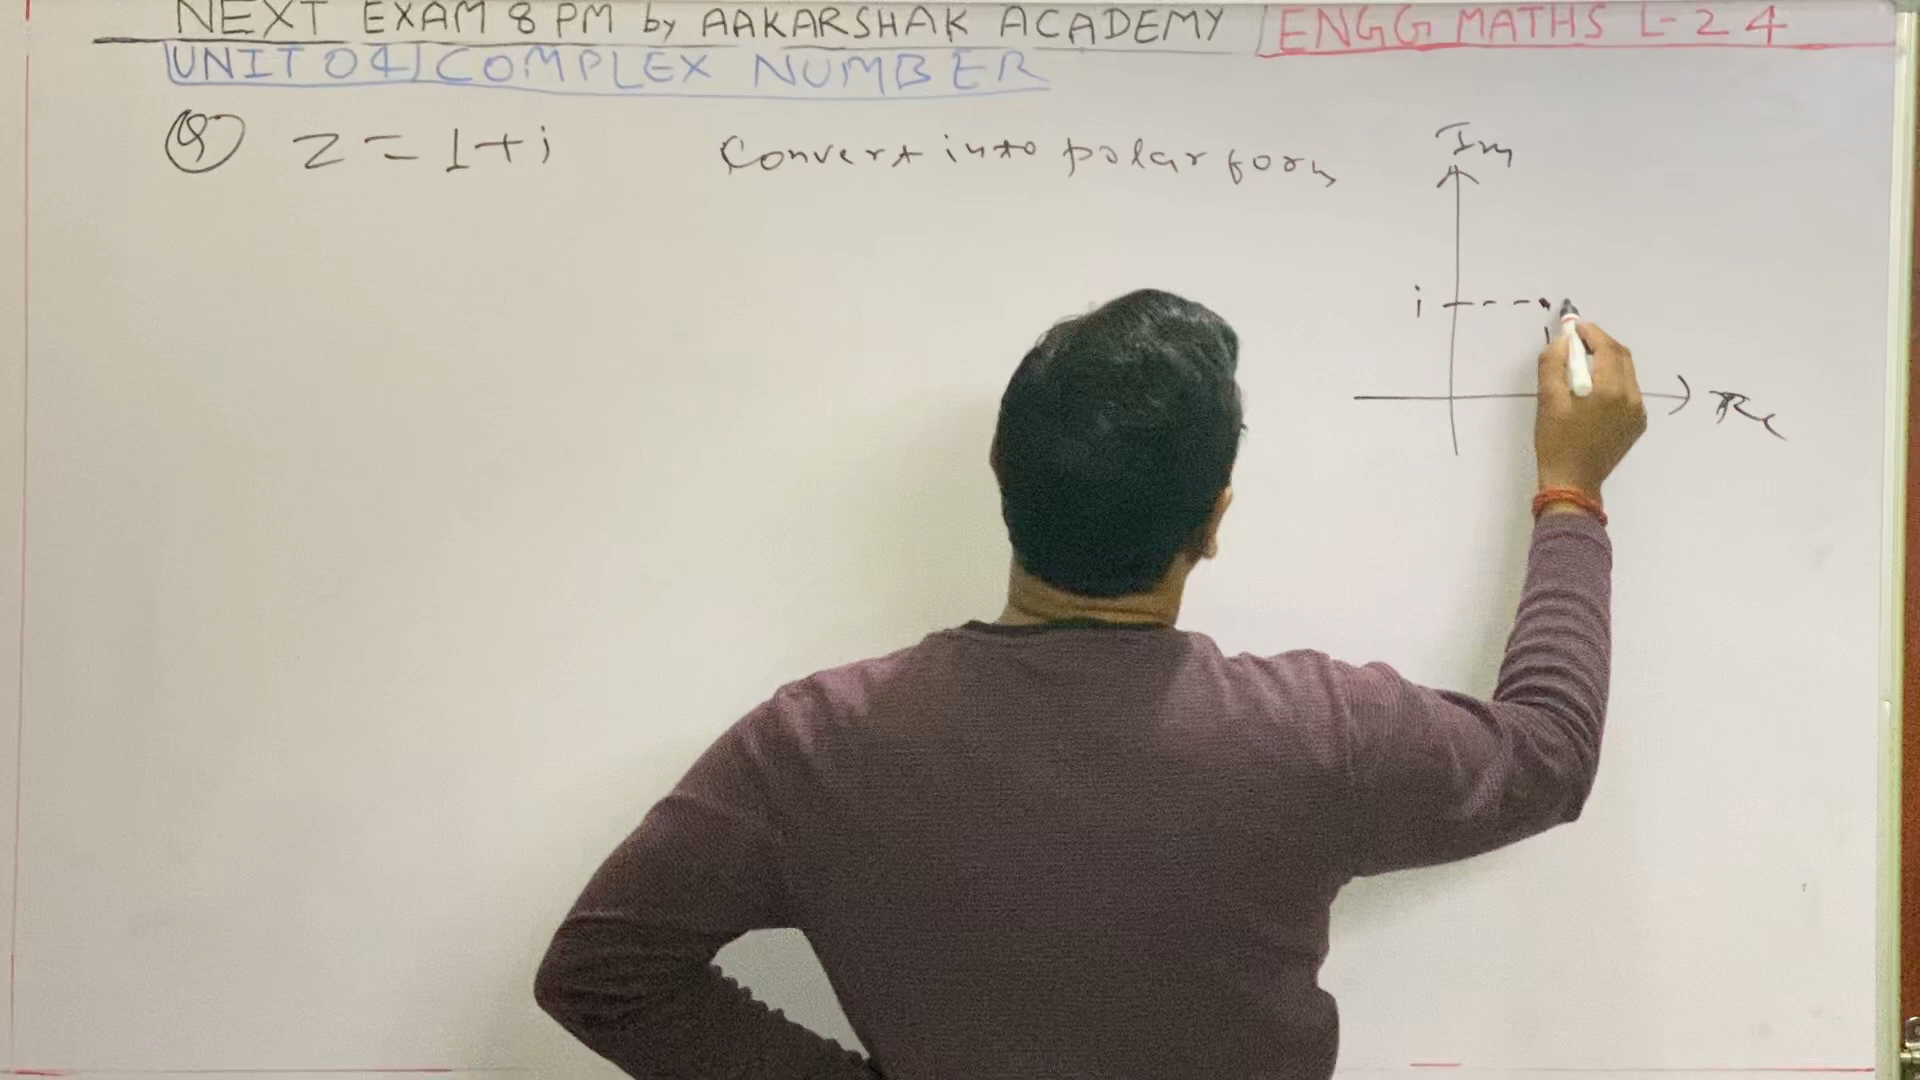 NEXT EXAM 8 PM by AAKARSHAK ACADEMY ENGG MATHS L-24
UNIT 04 COMPLEX NUMBER
Q z = 1+i Convert into polar form
Im
i
Re